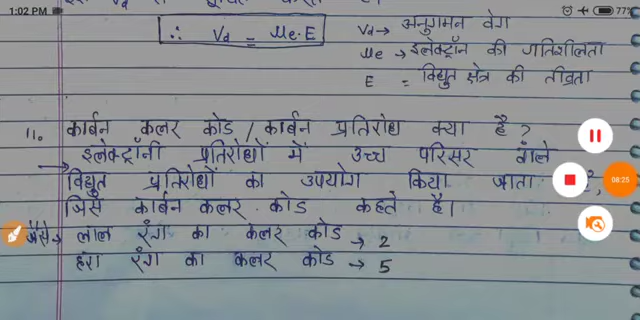 1:02 PM 77%
∴ Vd = μe·E
Vd → अनुगमन वेग
μe → इलेक्ट्रॉन की गतिशीलता
E = विद्युत क्षेत्र की तीव्रता
11. कार्बन कलर कोड / कार्बन प्रतिरोध क्या है ?
→ इलेक्ट्रॉनी प्रतिरोधों में उच्च परिसर वाले
विद्युत प्रतिरोधों का उपयोग किया जाता
जिसे कार्बन कलर कोड कहते है।
जैसे → लाल रंग का कलर कोड → 2
हरा रंग का कलर कोड → 5
08:25